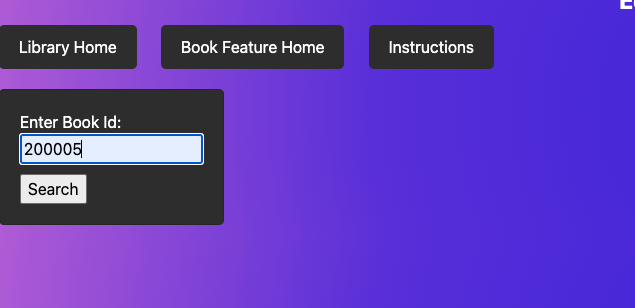 Library Home
Book Feature Home
Instructions
Enter Book Id:
200005
Search